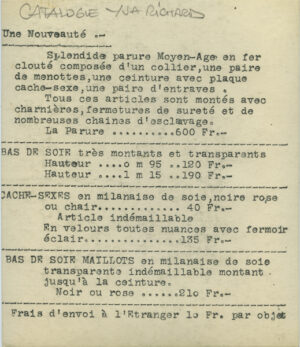 CATALOGIE YVA RICHARD
Une Nouveauté .-
Splendide parure Moyen-Age en fer
clouté composée d'un collier,une paire
de menottes,une ceinture avec plaque
cache-sexe,une paire d'entraves .
Tous ces articles sont montés avec
charnières,fermetures de sureté et de
nombreuses chaines d'esclavage.
La Parure ..........600 Fr.-
BAS DE SOIE très montants et transparents
Hauteur ....0 m 95 ..120 Fr.-
Hauteur ....1 m 15 ..190 Fr.-
CACHE-SEXES en milanaise de soie,noire rose
ou chair............ 40 Fr.-
Article indémaillable
En velours toutes nuances avec fermoir
éclair..............135 Fr.-
BAS DE SOIE MAILLOTS en milanaise de soie
transparente indémaillable montant
jusqu'à la ceinture.
Noir ou rose ......210 Fr.-
Frais d'envoi à l'Etranger 10 Fr. par objet